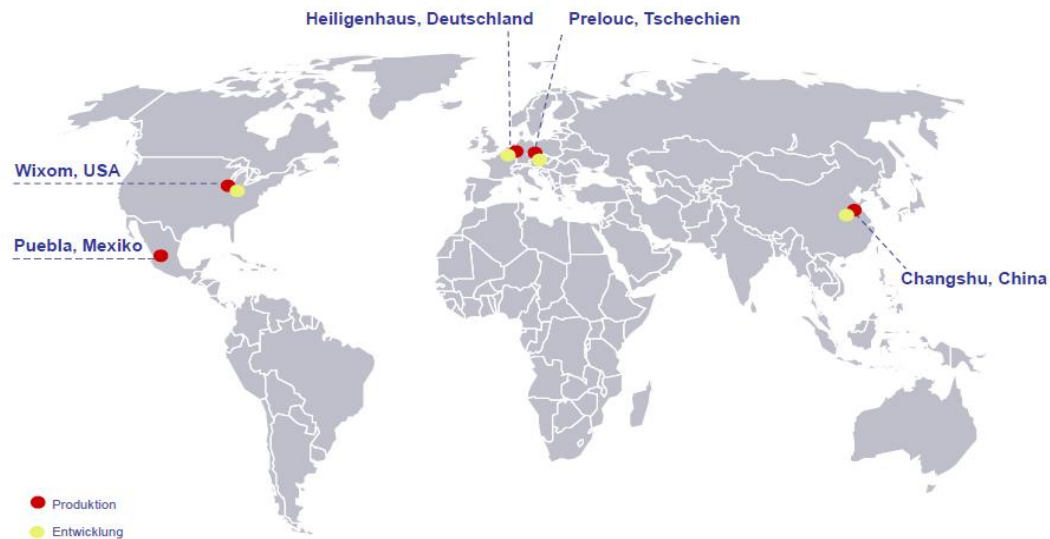 Heiligenhaus, Deutschland
Prelouc, Tschechien
Wixom, USA
Puebla, Mexiko
Changshu, China
Produktion
Entwicklung